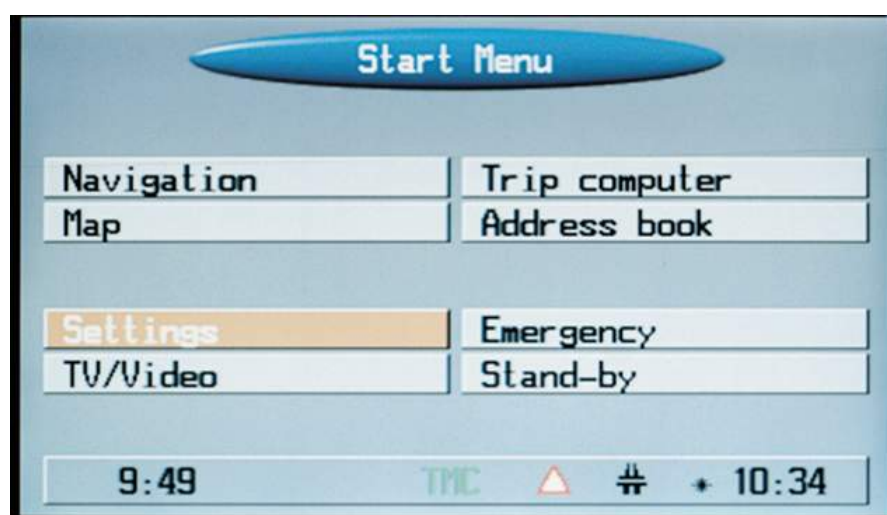 Start Menu
Navigation Trip computer
Map Address book
Settings Emergency
TV/Video Stand-by
9:49 TMC 10:34